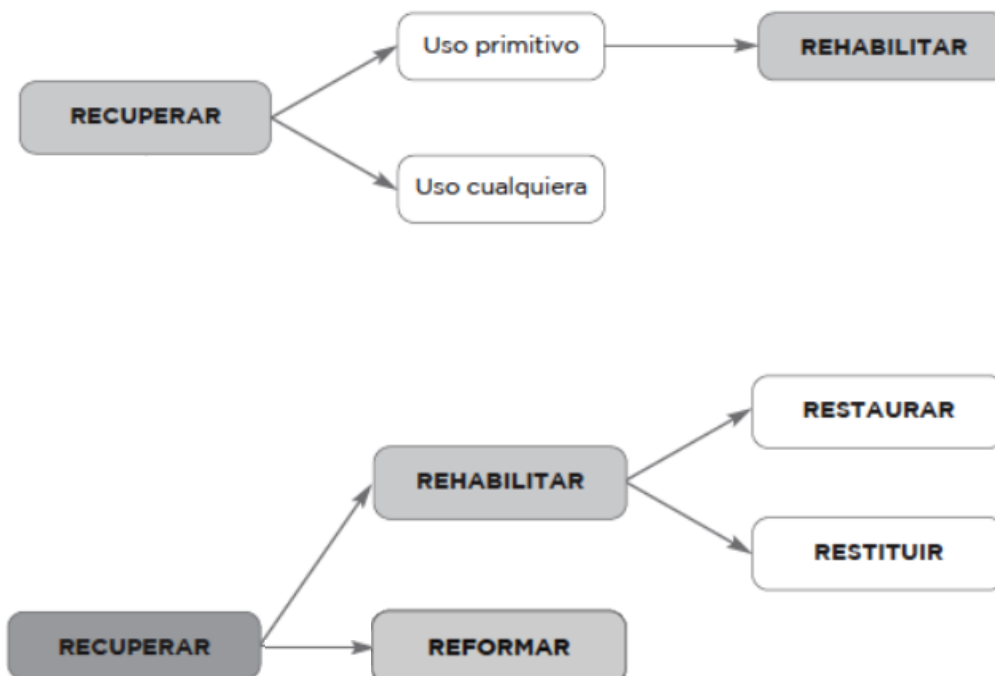 Uso primitivo
REHABILITAR
RECUPERAR
Uso cualquiera
RESTAURAR
REHABILITAR
RESTITUIR
RECUPERAR
REFORMAR